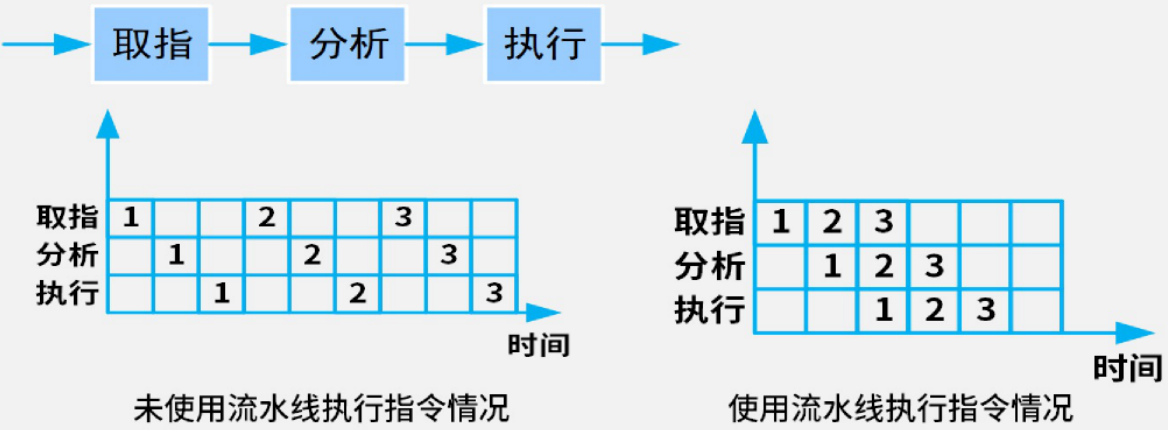 取指 分析 执行
取指 1 2 3
分析 1 2 3
执行 1 2 3
时间
未使用流水线执行指令情况
取指 1 2 3
分析 1 2 3
执行 1 2 3
时间
使用流水线执行指令情况